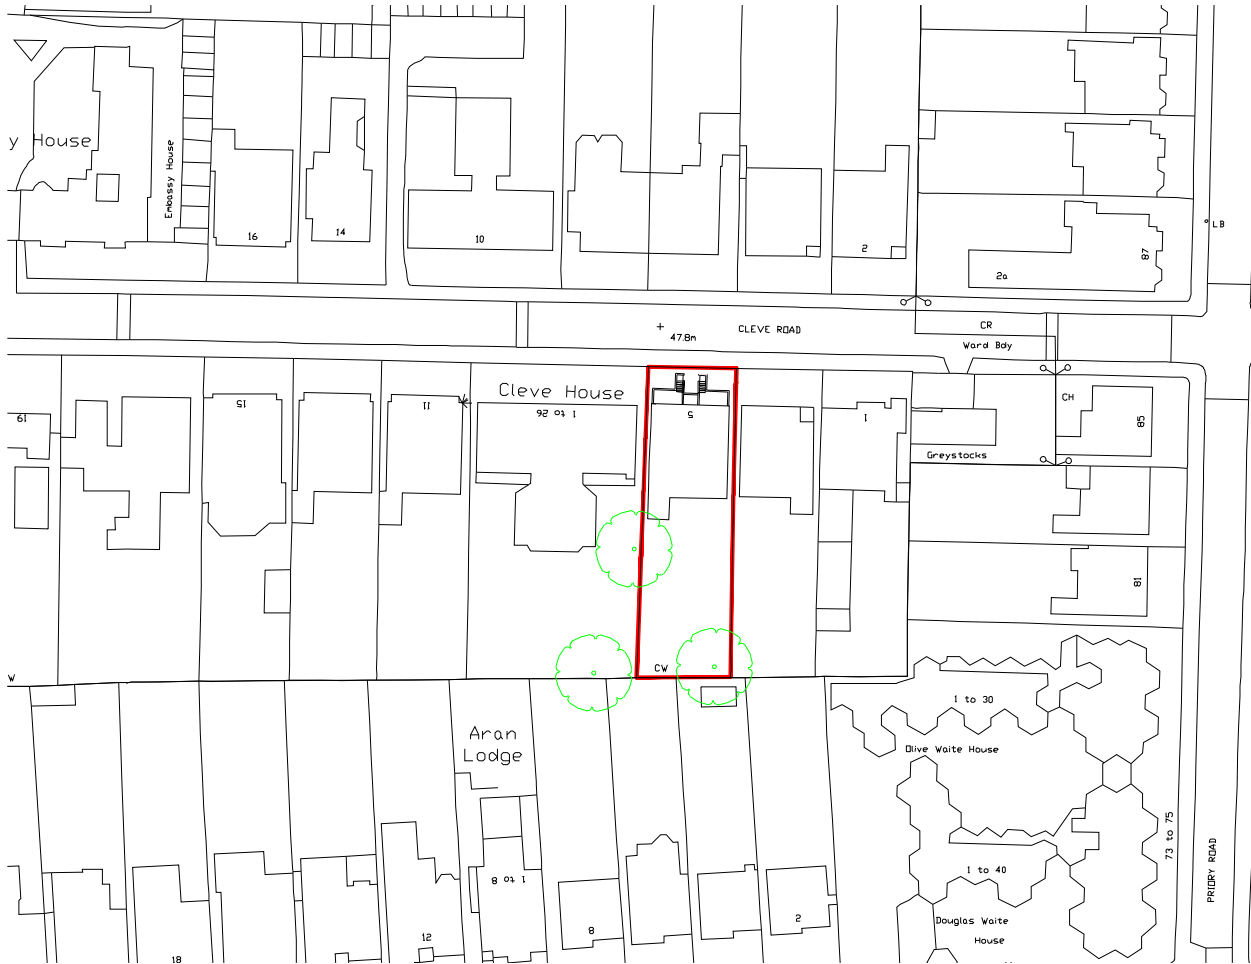 y House
Embassy House
16
14
10
2
2a
87
LB
47.8m
CLEVE ROAD
CR
Ward Bdy
19
15
11
Cleve House
1 to 26
5
1
CH
85
Greystocks
81
W
CW
1 to 30
Olive Waite House
Aran
Lodge
73 to 75
PRIORY ROAD
1 to 8
1 to 40
Douglas Waite
House
18
12
8
2